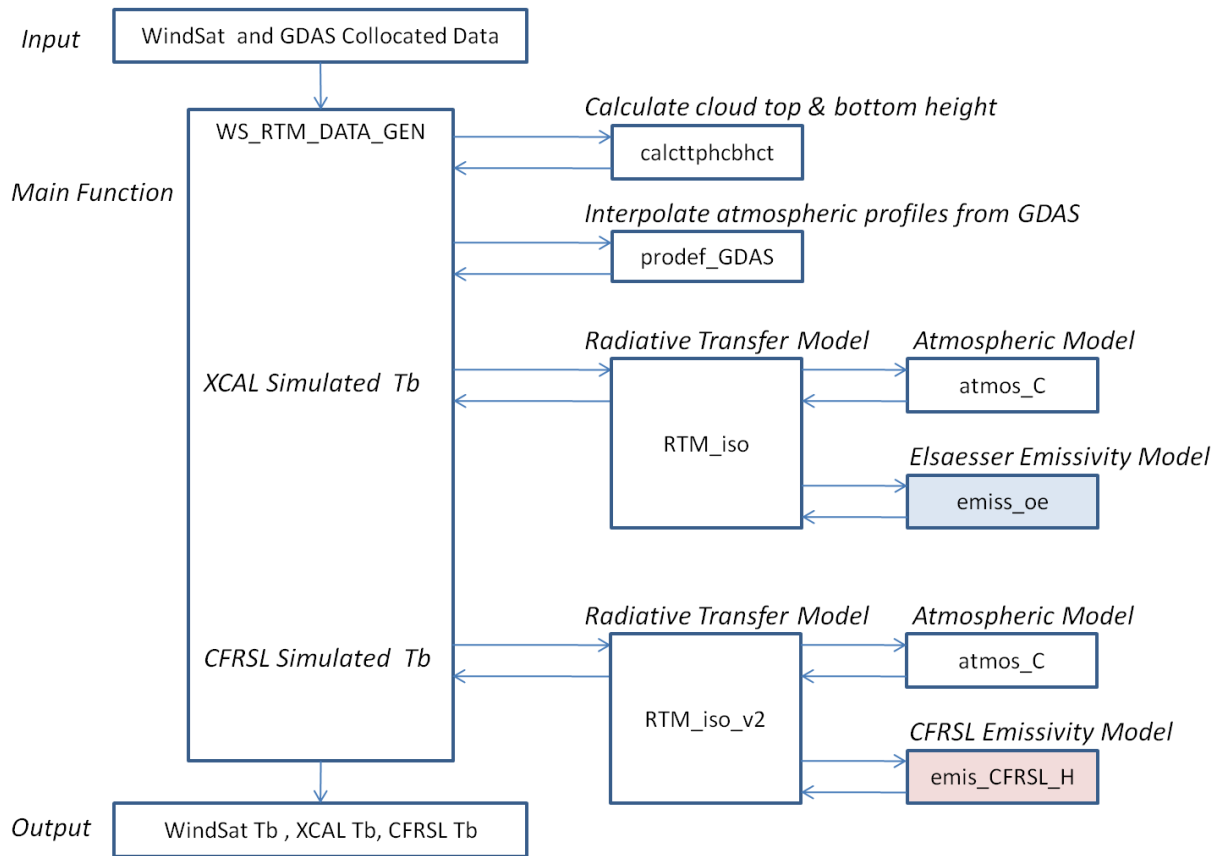 Input
WindSat and GDAS Collocated Data
Calculate cloud top & bottom height
WS_RTM_DATA_GEN
calcttphcbhct
Main Function
Interpolate atmospheric profiles from GDAS
prodef_GDAS
Radiative Transfer Model
Atmospheric Model
XCAL Simulated Tb
atmos_C
RTM_iso
Elsaesser Emissivity Model
emiss_oe
Radiative Transfer Model
Atmospheric Model
CFRSL Simulated Tb
atmos_C
RTM_iso_v2
CFRSL Emissivity Model
emis_CFRSL_H
Output
WindSat Tb , XCAL Tb, CFRSL Tb